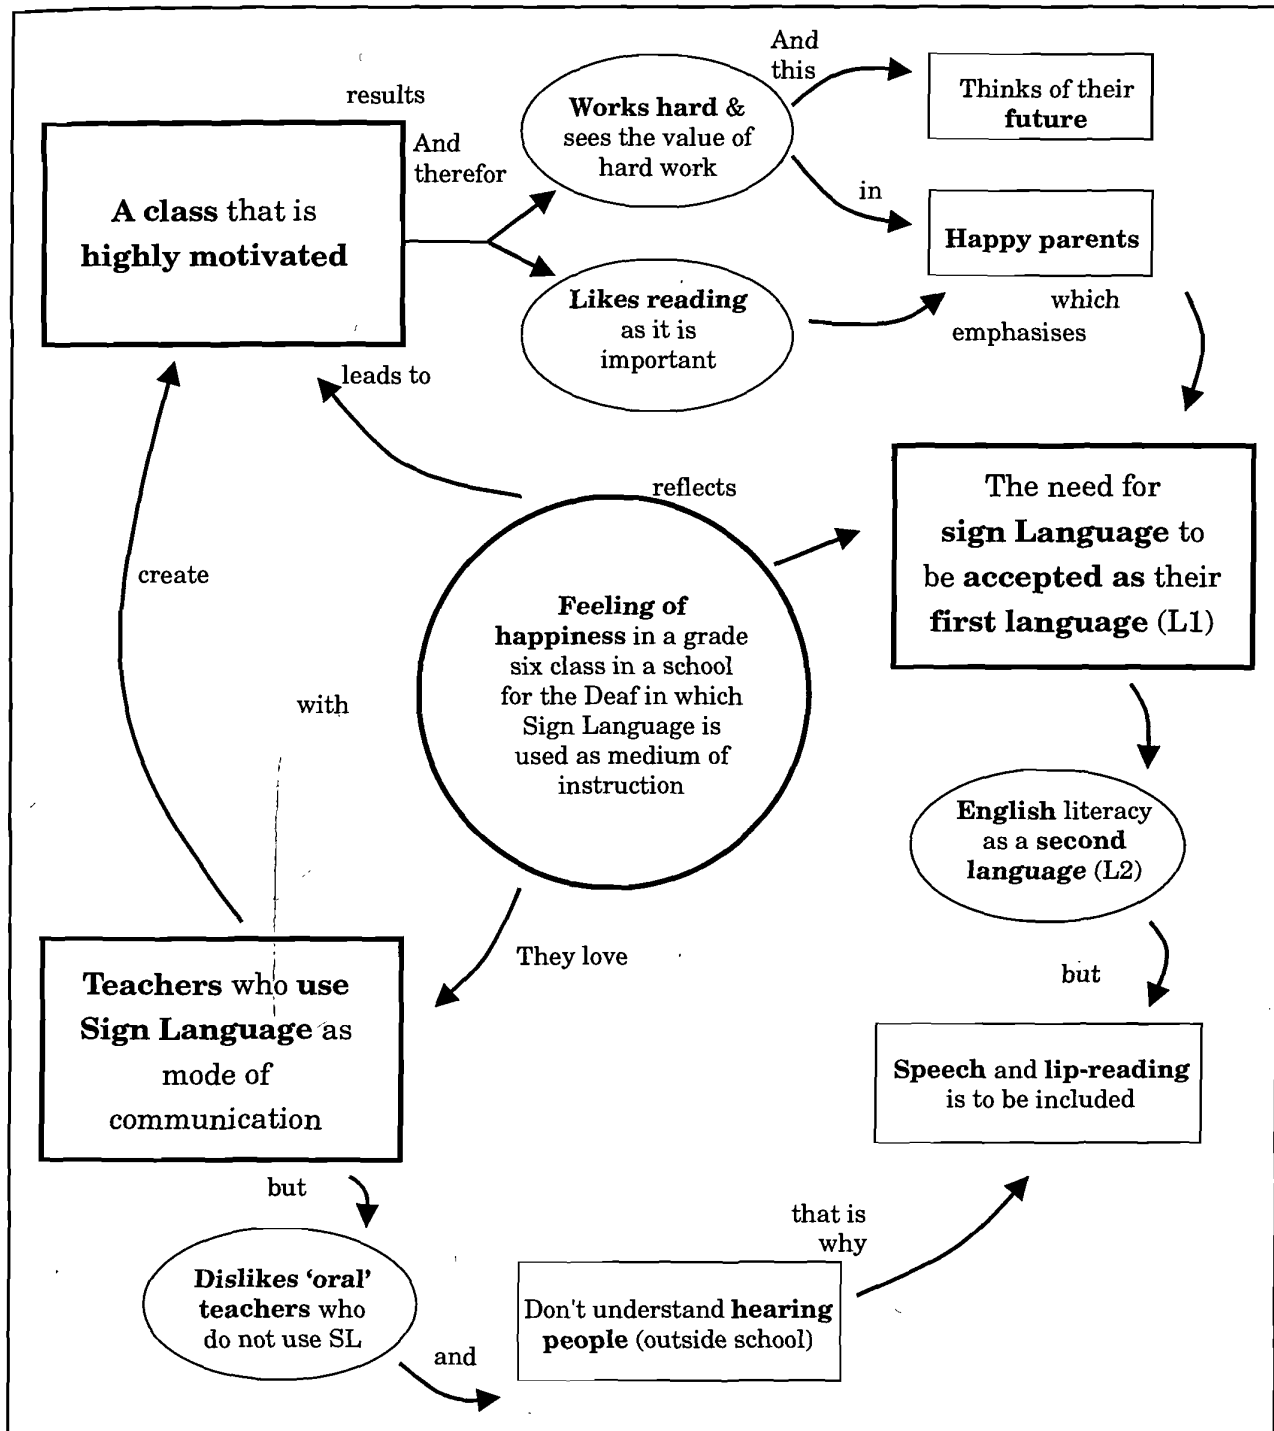 results
And
therefor
A class that is
highly motivated
Works hard &
sees the value of
hard work
And
this
Thinks of their
future
in
Happy parents
Likes reading
as it is
important
which
emphasises
leads to
reflects
The need for
sign Language to
be accepted as their
first language (L1)
create
with
Feeling of
happiness in a grade
six class in a school
for the Deaf in which
Sign Language is
used as medium of
instruction
English literacy
as a second
language (L2)
They love
but
Teachers who use
Sign Language as
mode of
communication
Speech and lip-reading
is to be included
but
Dislikes ‘oral’
teachers who
do not use SL
and
Don't understand hearing
people (outside school)
that is
why